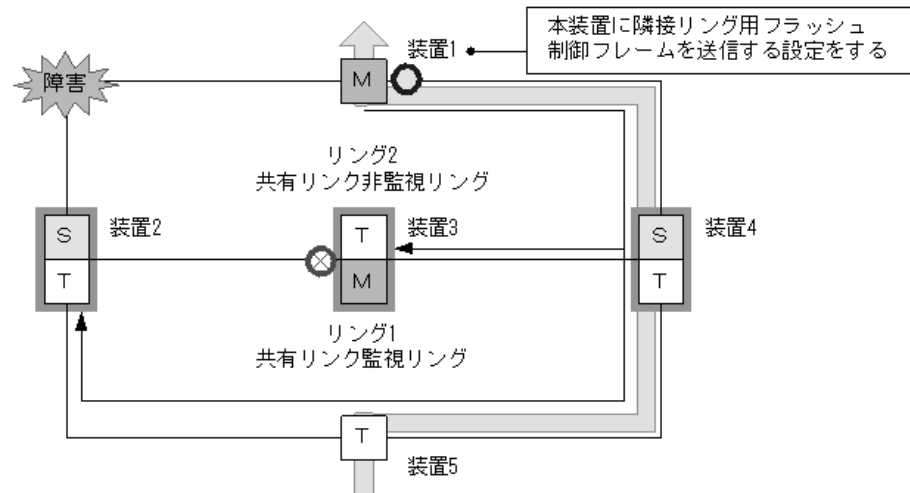 本装置に隣接リング用フラッシュ
制御フレームを送信する設定をする
装置1
障害
M
リング2
共有リンク非監視リング
S
T
装置2
T
M
装置3
S
T
装置4
リング1
共有リンク監視リング
T
装置5